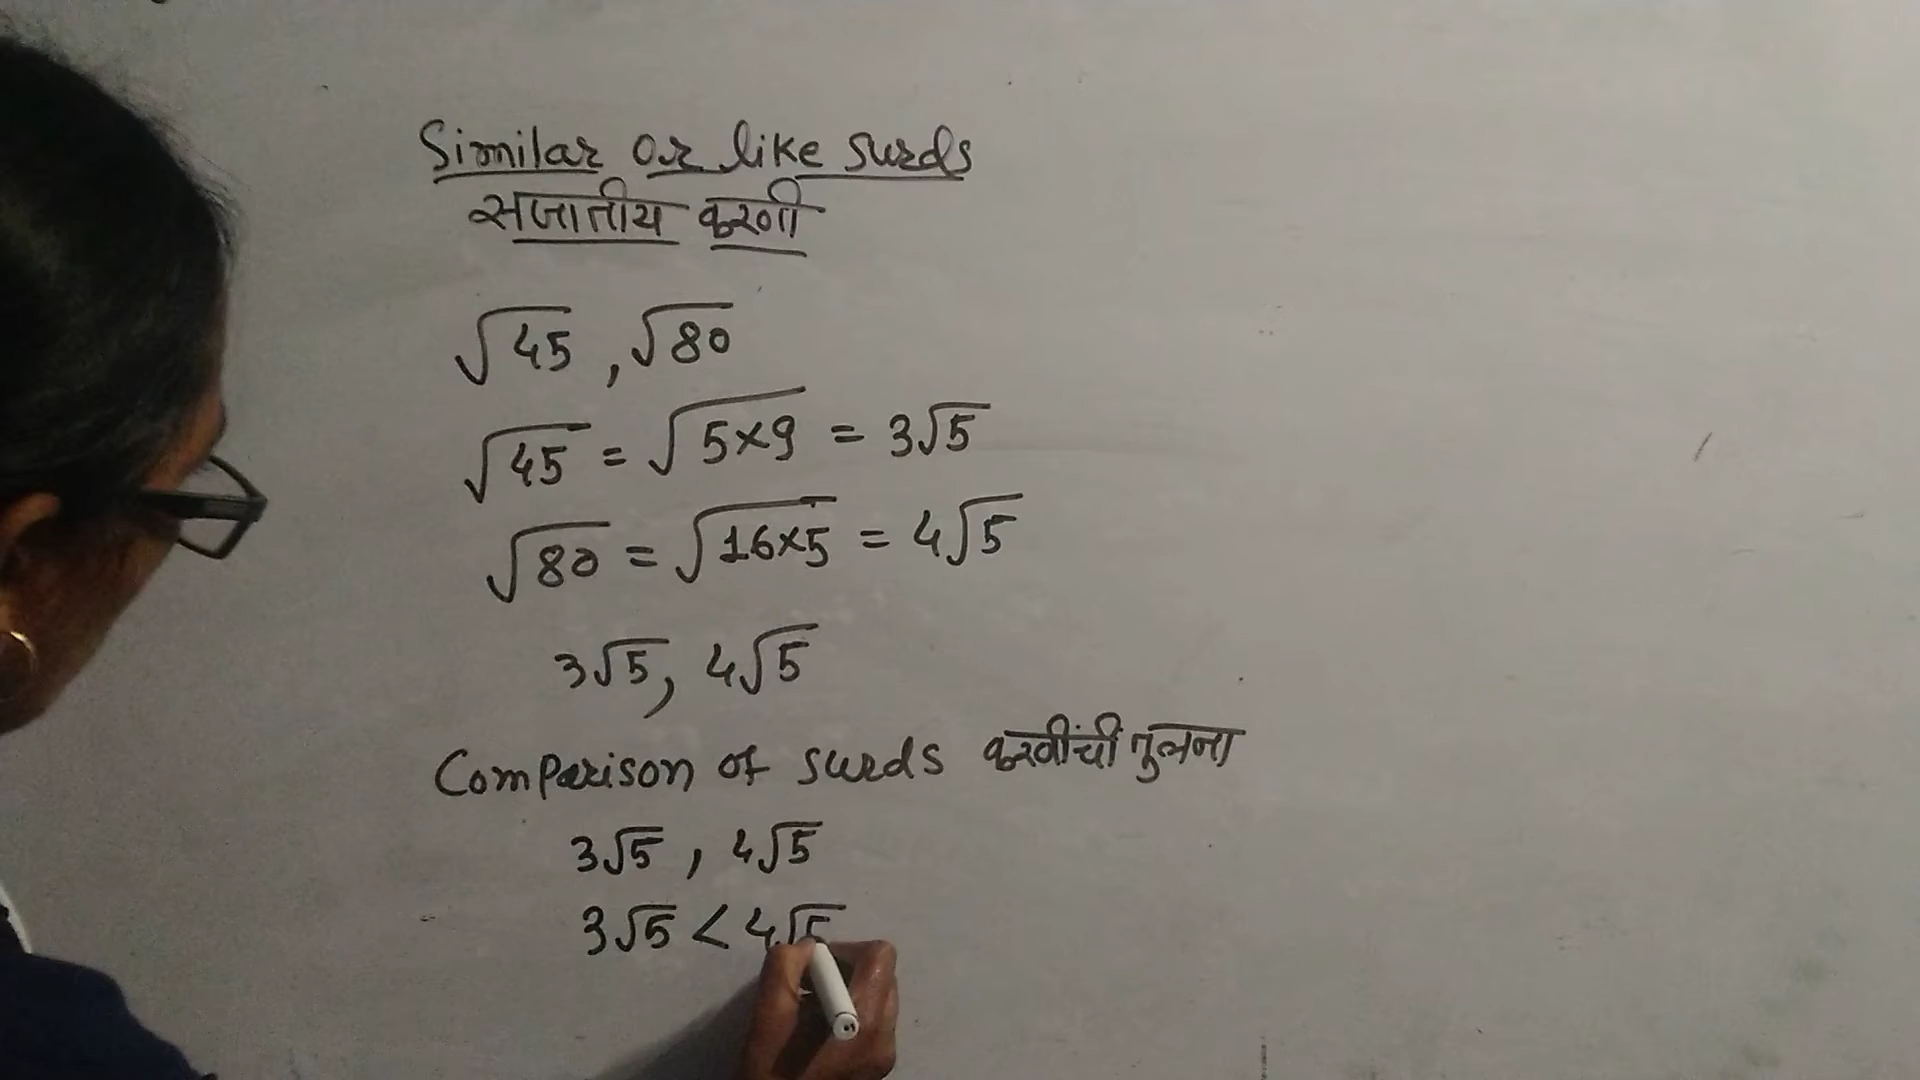 Similar or like surds
सजातीय करणी
√45 , √80
√45 = √5×9 = 3√5
√80 = √16×5 = 4√5
3√5, 4√5
Comparison of surds करणींची तुलना
3√5 , 4√5
3√5 < 4√5